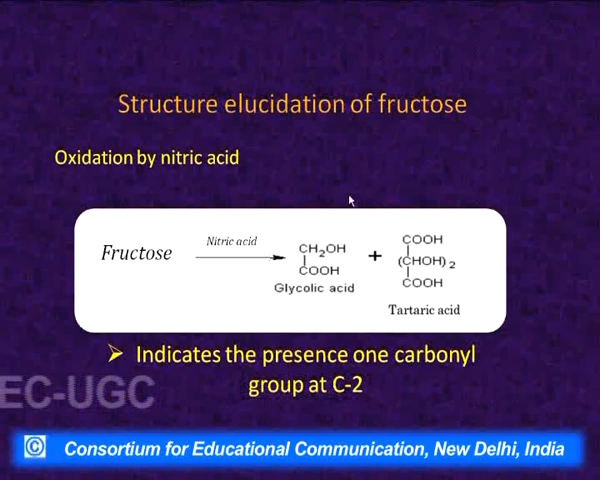 Structure elucidation of fructose
Oxidation by nitric acid
Fructose
Nitric acid
CH2OH
COOH
Glycolic acid
+
COOH
(CHOH)2
COOH
Tartaric acid
➢ Indicates the presence one carbonyl
group at C-2
EC-UGC
© Consortium for Educational Communication, New Delhi, India